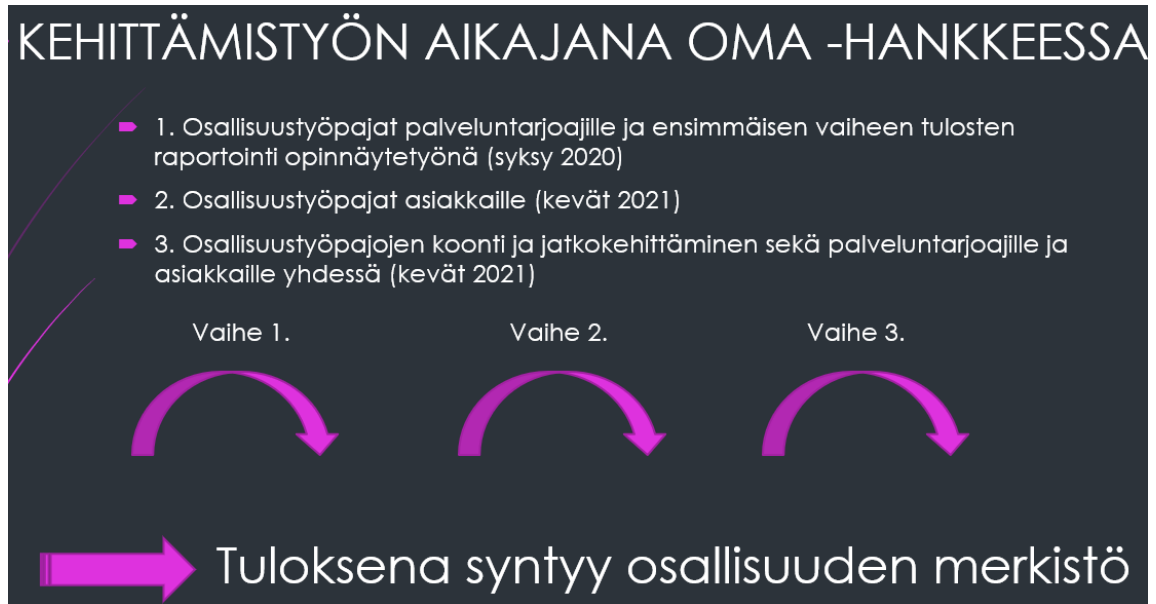 KEHITTÄMISTYÖN AIKAJANA OMA -HANKKEESSA
1. Osallisuustyöpajat palveluntarjoajille ja ensimmäisen vaiheen tulosten
raportointi opinnäytetyönä (syksy 2020)
2. Osallisuustyöpajat asiakkaille (kevät 2021)
3. Osallisuustyöpajojen koonti ja jatkokehittäminen sekä palveluntarjoajille ja
asiakkaille yhdessä (kevät 2021)
Vaihe 1. Vaihe 2. Vaihe 3.
Tuloksena syntyy osallisuuden merkistö